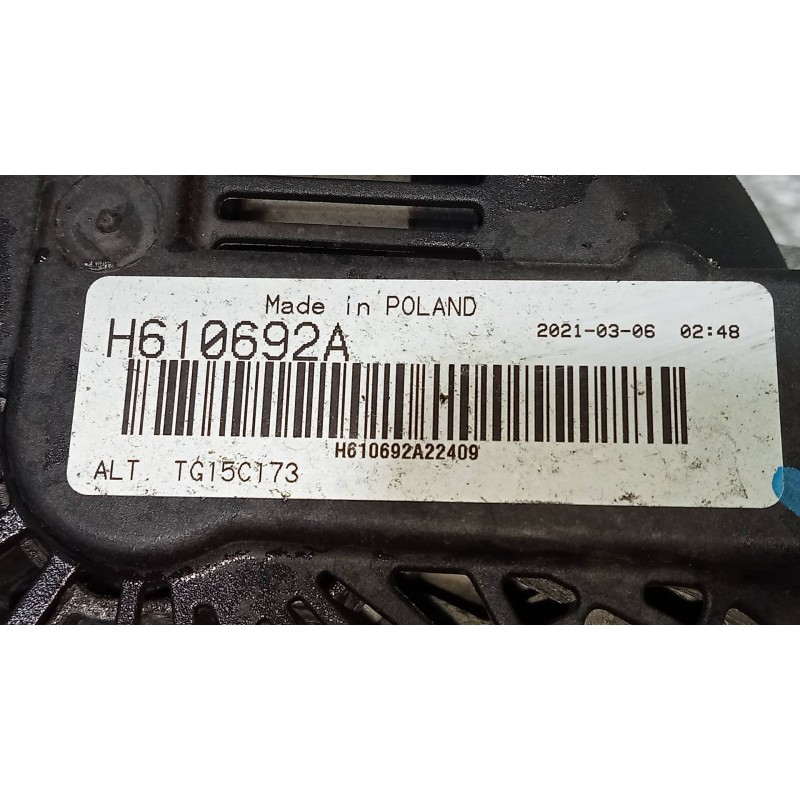 Made in POLAND
H610692A 2021-03-06 02:48
H610692A22409
ALT TG15C173